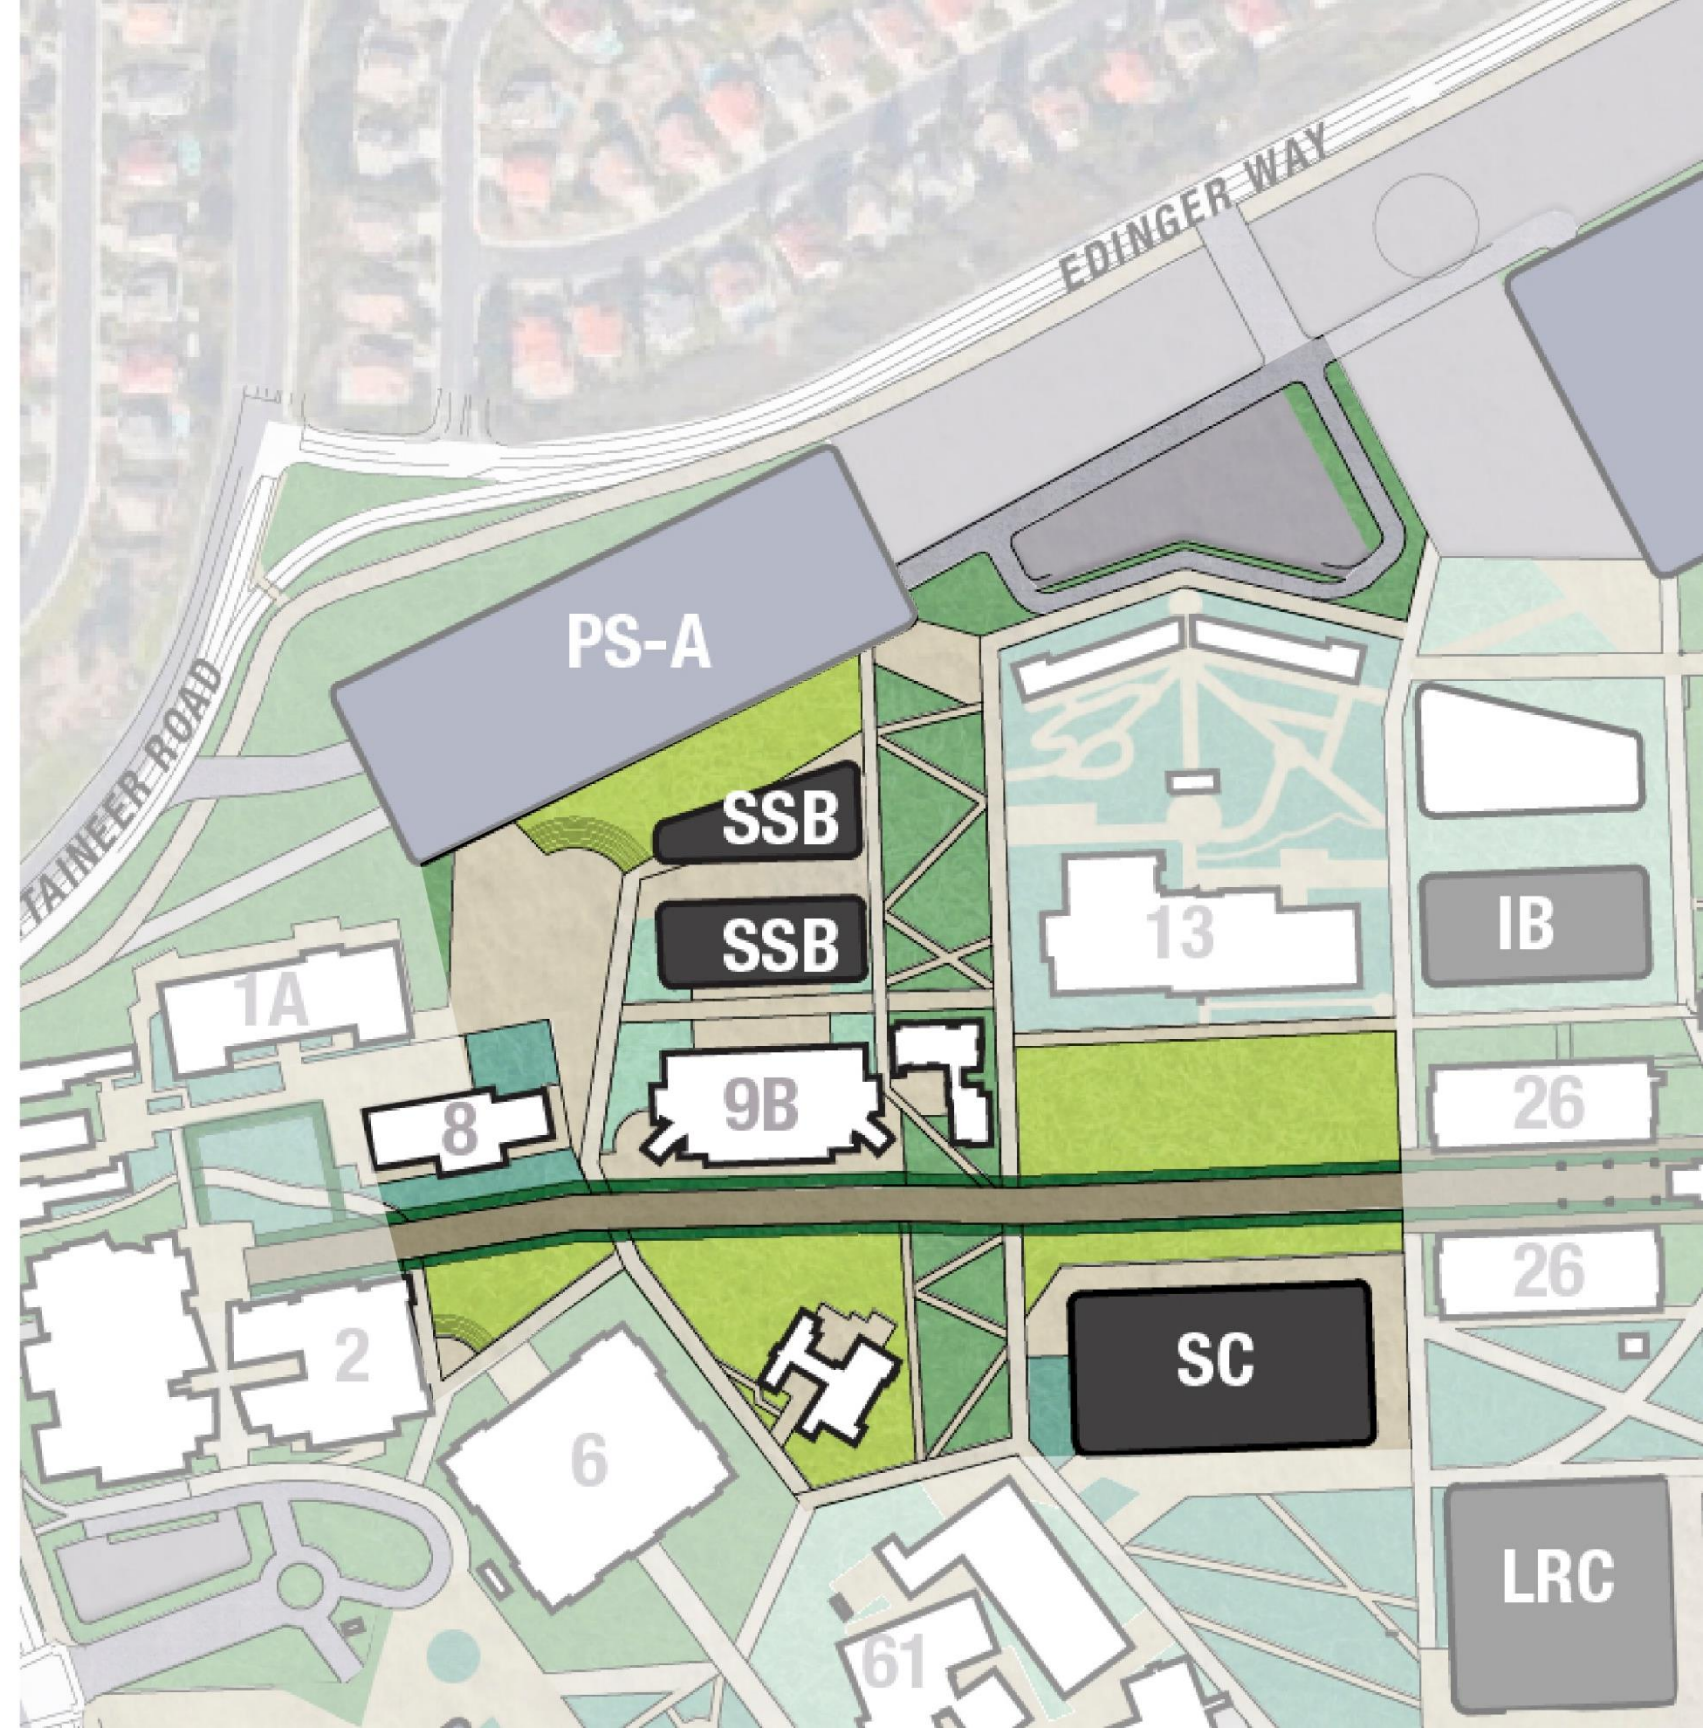 EDINGER WAY
PS-A
TAINEER ROAD
SSB
SSB
13
IB
1A
8
9B
26
26
2
SC
6
LRC
61